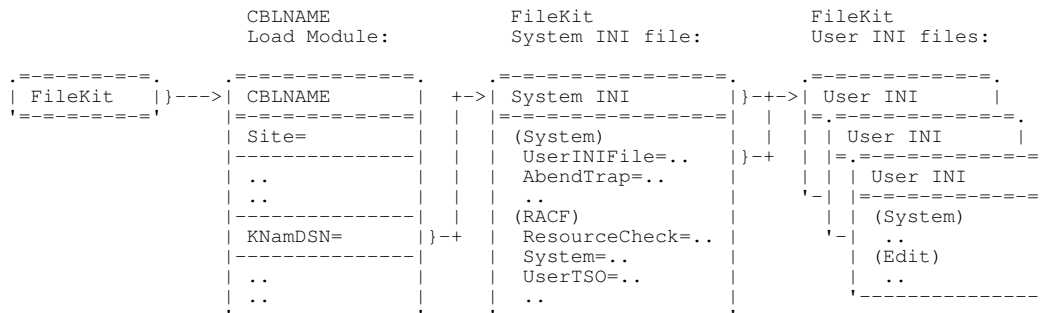 CBLNAME FileKit FileKit
Load Module: System INI file: User INI files:
.=-=-=-=-=-=. .=-=-=-=-=-=-=-=. .=-=-=-=-=-=-=-=-=-=. .=-=-=-=-=-=-=-=.
| FileKit |}--->| CBLNAME | +->| System INI |}-+->| User INI |
'=-=-=-=-=-=' |=-=-=-=-=-=-=-=| | |=-=-=-=-=-=-=-=-=-=| | |=.=-=-=-=-=-=-=-=.
| Site= | | | (System) | | | | User INI |
|---------------| | | UserINIFile=.. |}-+ | |=.=-=-=-=-=-=-=
| .. | | | AbendTrap=.. | | | | User INI
| .. | | | .. | '-| |=-=-=-=-=-=-=-=
|---------------| | | (RACF) | | | (System)
| KNamDSN= |}-+ | ResourceCheck=.. | '-| ..
|---------------| | System=.. | | (Edit)
| .. | | UserTSO=.. | | ..
| .. | | .. | '---------------